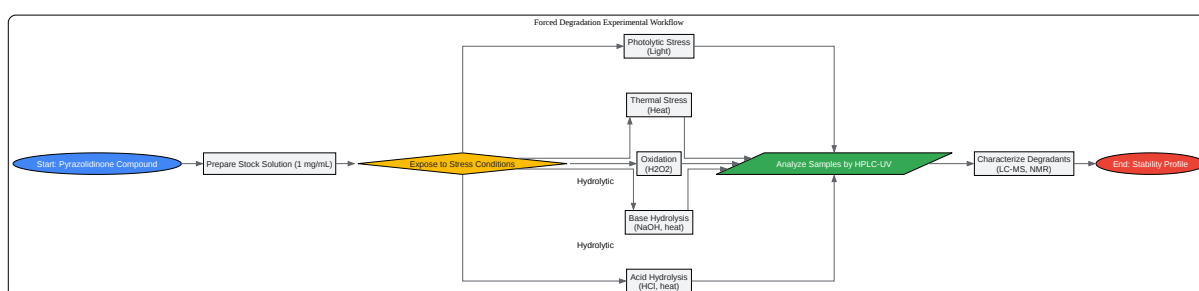 Forced Degradation Experimental Workflow
Photolytic Stress
(Light)
Thermal Stress
(Heat)
Start: Pyrazolidinone Compound
Prepare Stock Solution (1 mg/mL)
Expose to Stress Conditions
Oxidation
(H2O2)
Analyze Samples by HPLC-UV
Characterize Degradants
(LC-MS, NMR)
End: Stability Profile
Hydrolytic
Base Hydrolysis
(NaOH, heat)
Hydrolytic
Acid Hydrolysis
(HCl, heat)